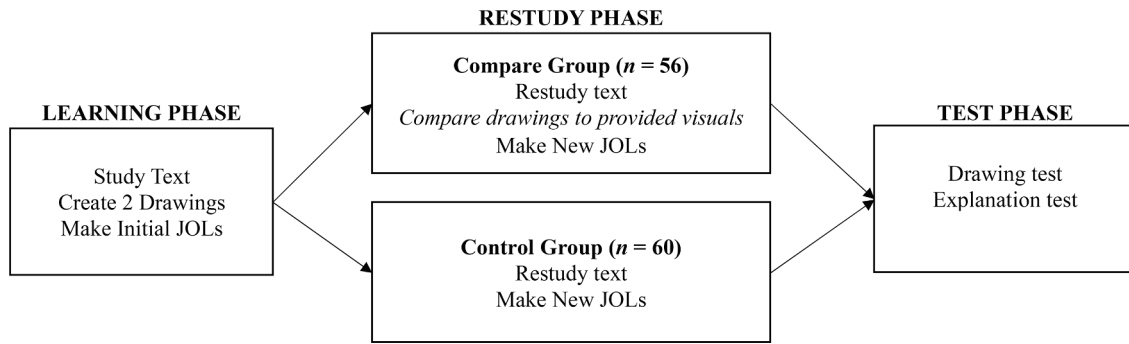 LEARNING PHASE
Study Text
Create 2 Drawings
Make Initial JOLs
RESTUDY PHASE
Compare Group (n = 56)
Restudy text
Compare drawings to provided visuals
Make New JOLs
Control Group (n = 60)
Restudy text
Make New JOLs
TEST PHASE
Drawing test
Explanation test